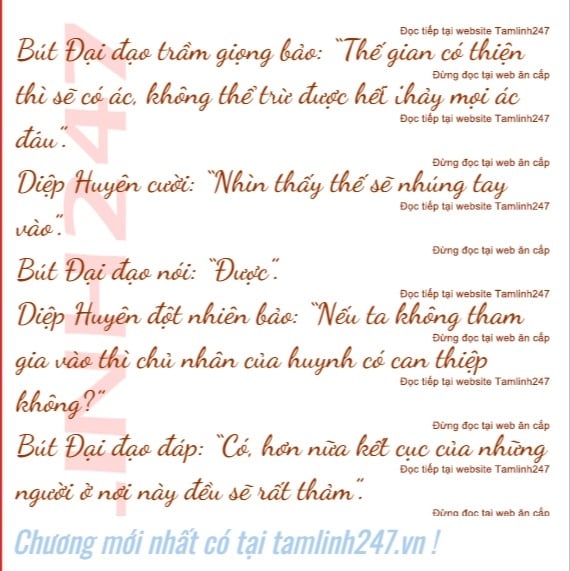 Đọc tiếp tại website Tamlinh247
Bút Đại đạo trầm giọng bảo: “Thế gian có thiện
Đừng đọc tại web ăn cắp
thì sẽ có ác, không thể trừ được hết thảy mọi ác
Đọc tiếp tại website Tamlinh247
đâu”.
Đừng đọc tại web ăn cắp
Diệp Huyên cười: “Nhìn thấy thế sẽ nhúng tay
Đọc tiếp tại website Tamlinh247
vào”.
Đừng đọc tại web ăn cắp
Bút Đại đạo nói: “Được”.
Đọc tiếp tại website Tamlinh247
Diệp Huyên đột nhiên bảo: “Nếu ta không tham
Đừng đọc tại web ăn cắp
gia vào thì chủ nhân của huynh có can thiệp
Đọc tiếp tại website Tamlinh247
không?”
Đừng đọc tại web ăn cắp
Bút Đại đạo đáp: “Có, hơn nữa kết cục của những
Đọc tiếp tại website Tamlinh247
người ở nơi này đều sẽ rất thảm”.
Đừng đọc tại web ăn cắp
Chương mới nhất có tại tamlinh247.vn !
INH247